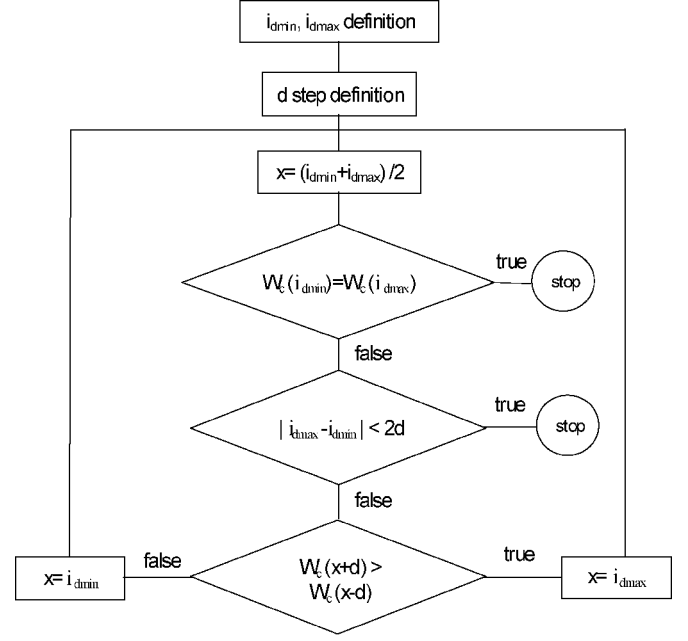 i_dmin, i_dmax definition
d step definition
x= (i_dmin+i_dmax) /2
W_c(i_dmin)=W_c(i_dmax)
true
stop
false
| i_dmax -i_dmin | < 2d
true
stop
false
x= i_dmin
false
W_c(x+d) >
W_c(x-d)
true
x= i_dmax